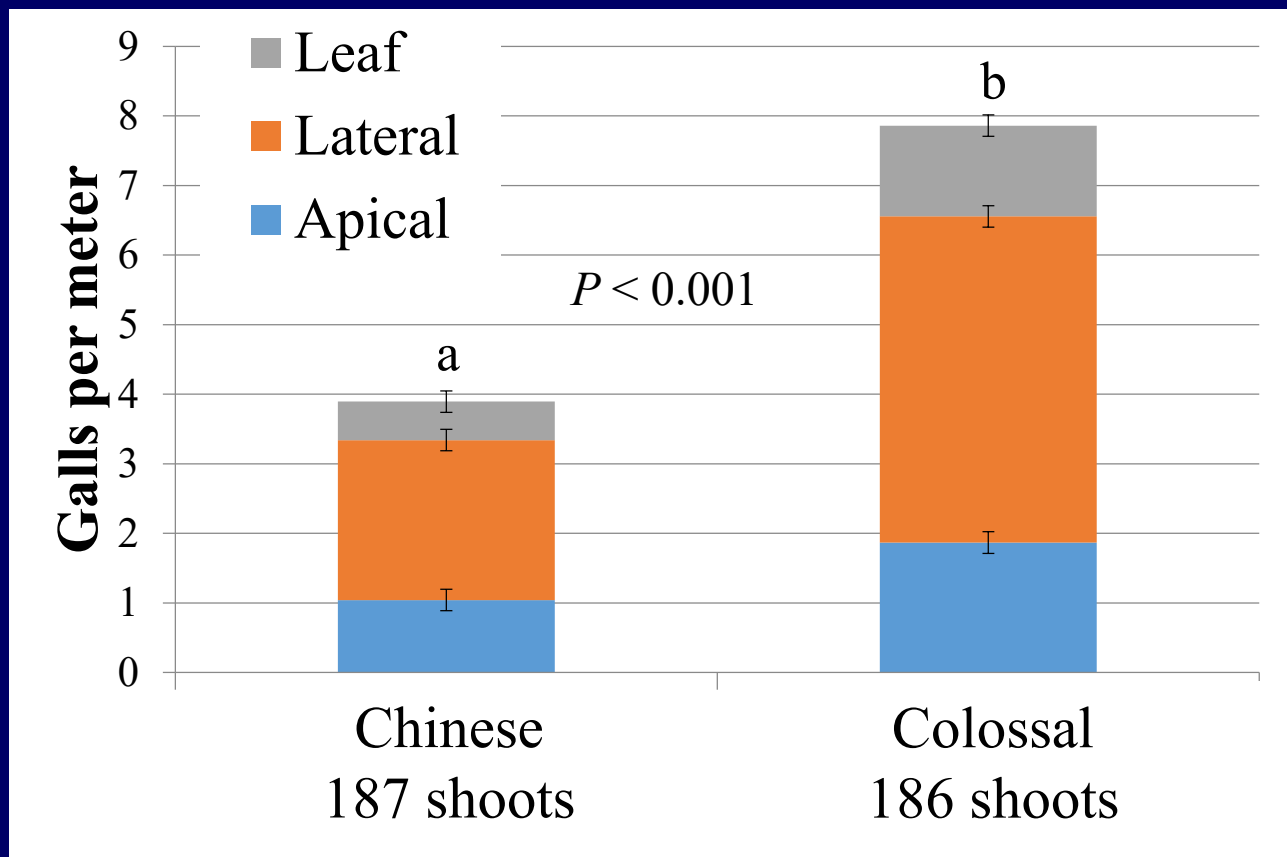 Galls per meter
9
8
7
6
5
4
3
2
1
0
Leaf
Lateral
Apical
a
P < 0.001
b
Chinese
187 shoots
Colossal
186 shoots